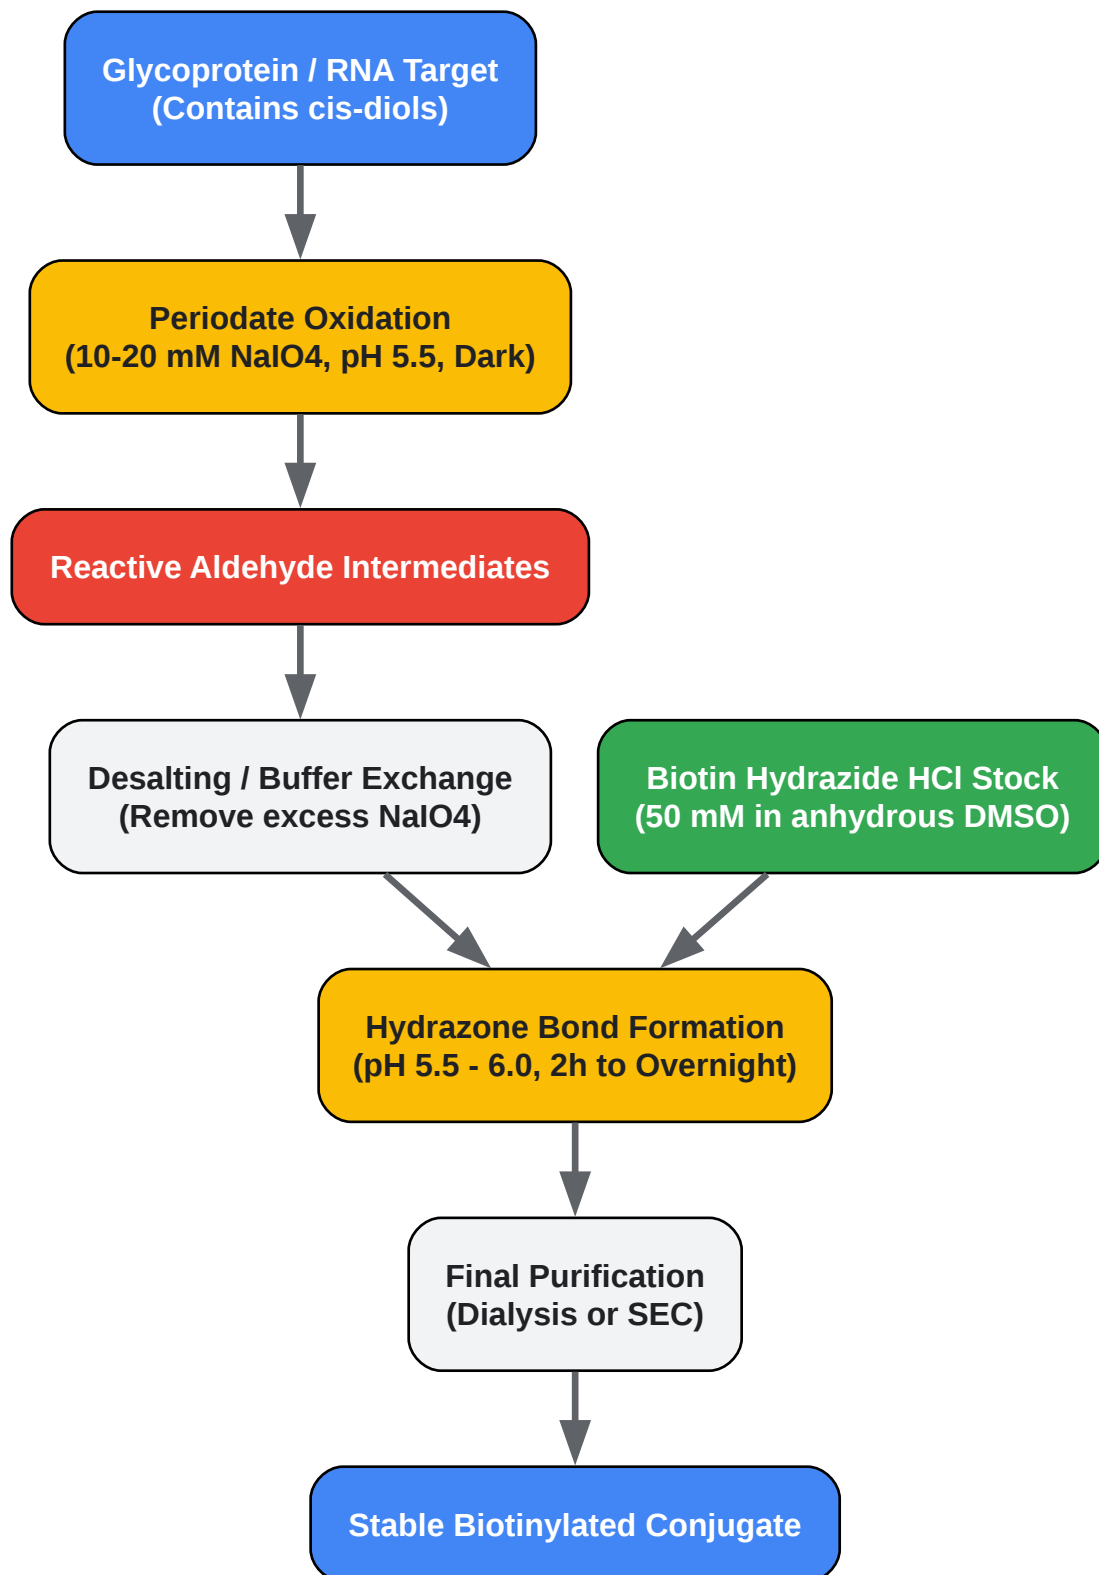 Glycoprotein / RNA Target
(Contains cis-diols)
Periodate Oxidation
(10-20 mM NaIO4, pH 5.5, Dark)
Reactive Aldehyde Intermediates
Desalting / Buffer Exchange
(Remove excess NaIO4)
Biotin Hydrazide HCl Stock
(50 mM in anhydrous DMSO)
Hydrazone Bond Formation
(pH 5.5 - 6.0, 2h to Overnight)
Final Purification
(Dialysis or SEC)
Stable Biotinylated Conjugate